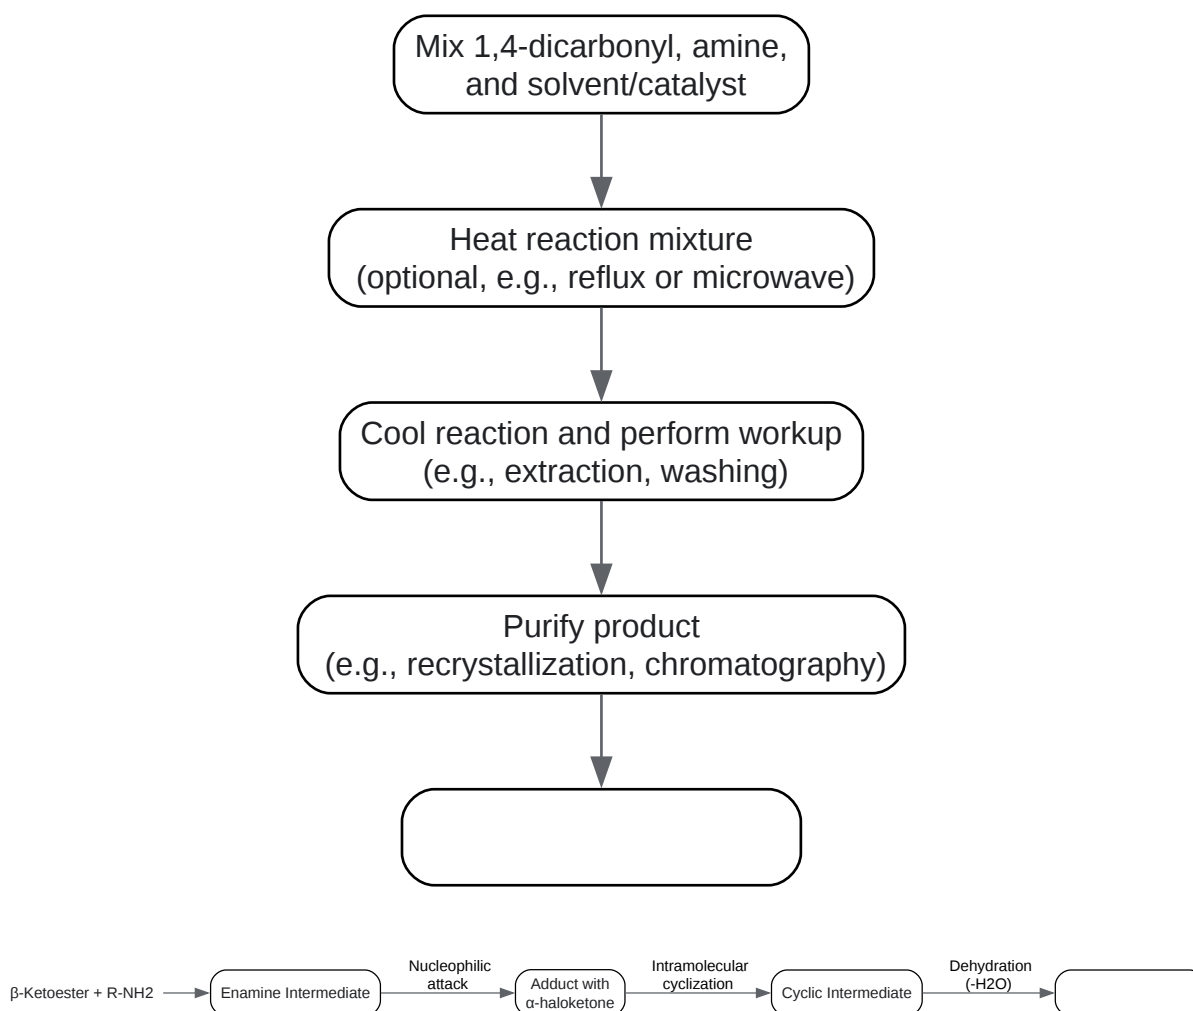 Mix 1,4-dicarbonyl, amine,
and solvent/catalyst
Heat reaction mixture
(optional, e.g., reflux or microwave)
Cool reaction and perform workup
(e.g., extraction, washing)
Purify product
(e.g., recrystallization, chromatography)
β-Ketoester + R-NH2
Enamine Intermediate
Nucleophilic
attack
Adduct with
α-haloketone
Intramolecular
cyclization
Cyclic Intermediate
Dehydration
(-H2O)